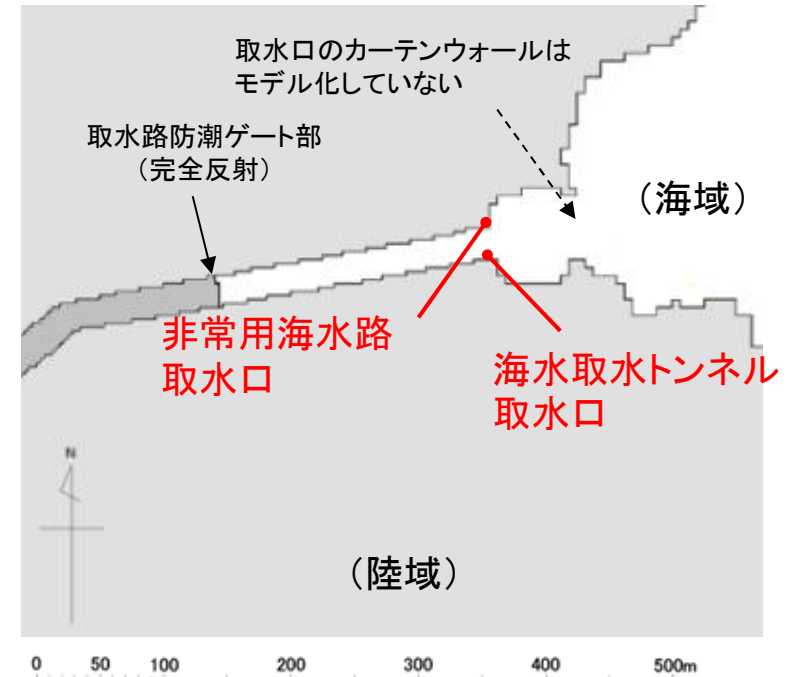 取水口のカーテンウォールは
モデル化していない
取水路防潮ゲート部
（完全反射）
（海域）
非常用海水路
取水口
海水取水トンネル
取水口
N
（陸域）
0 50 100 200 300 400 500m